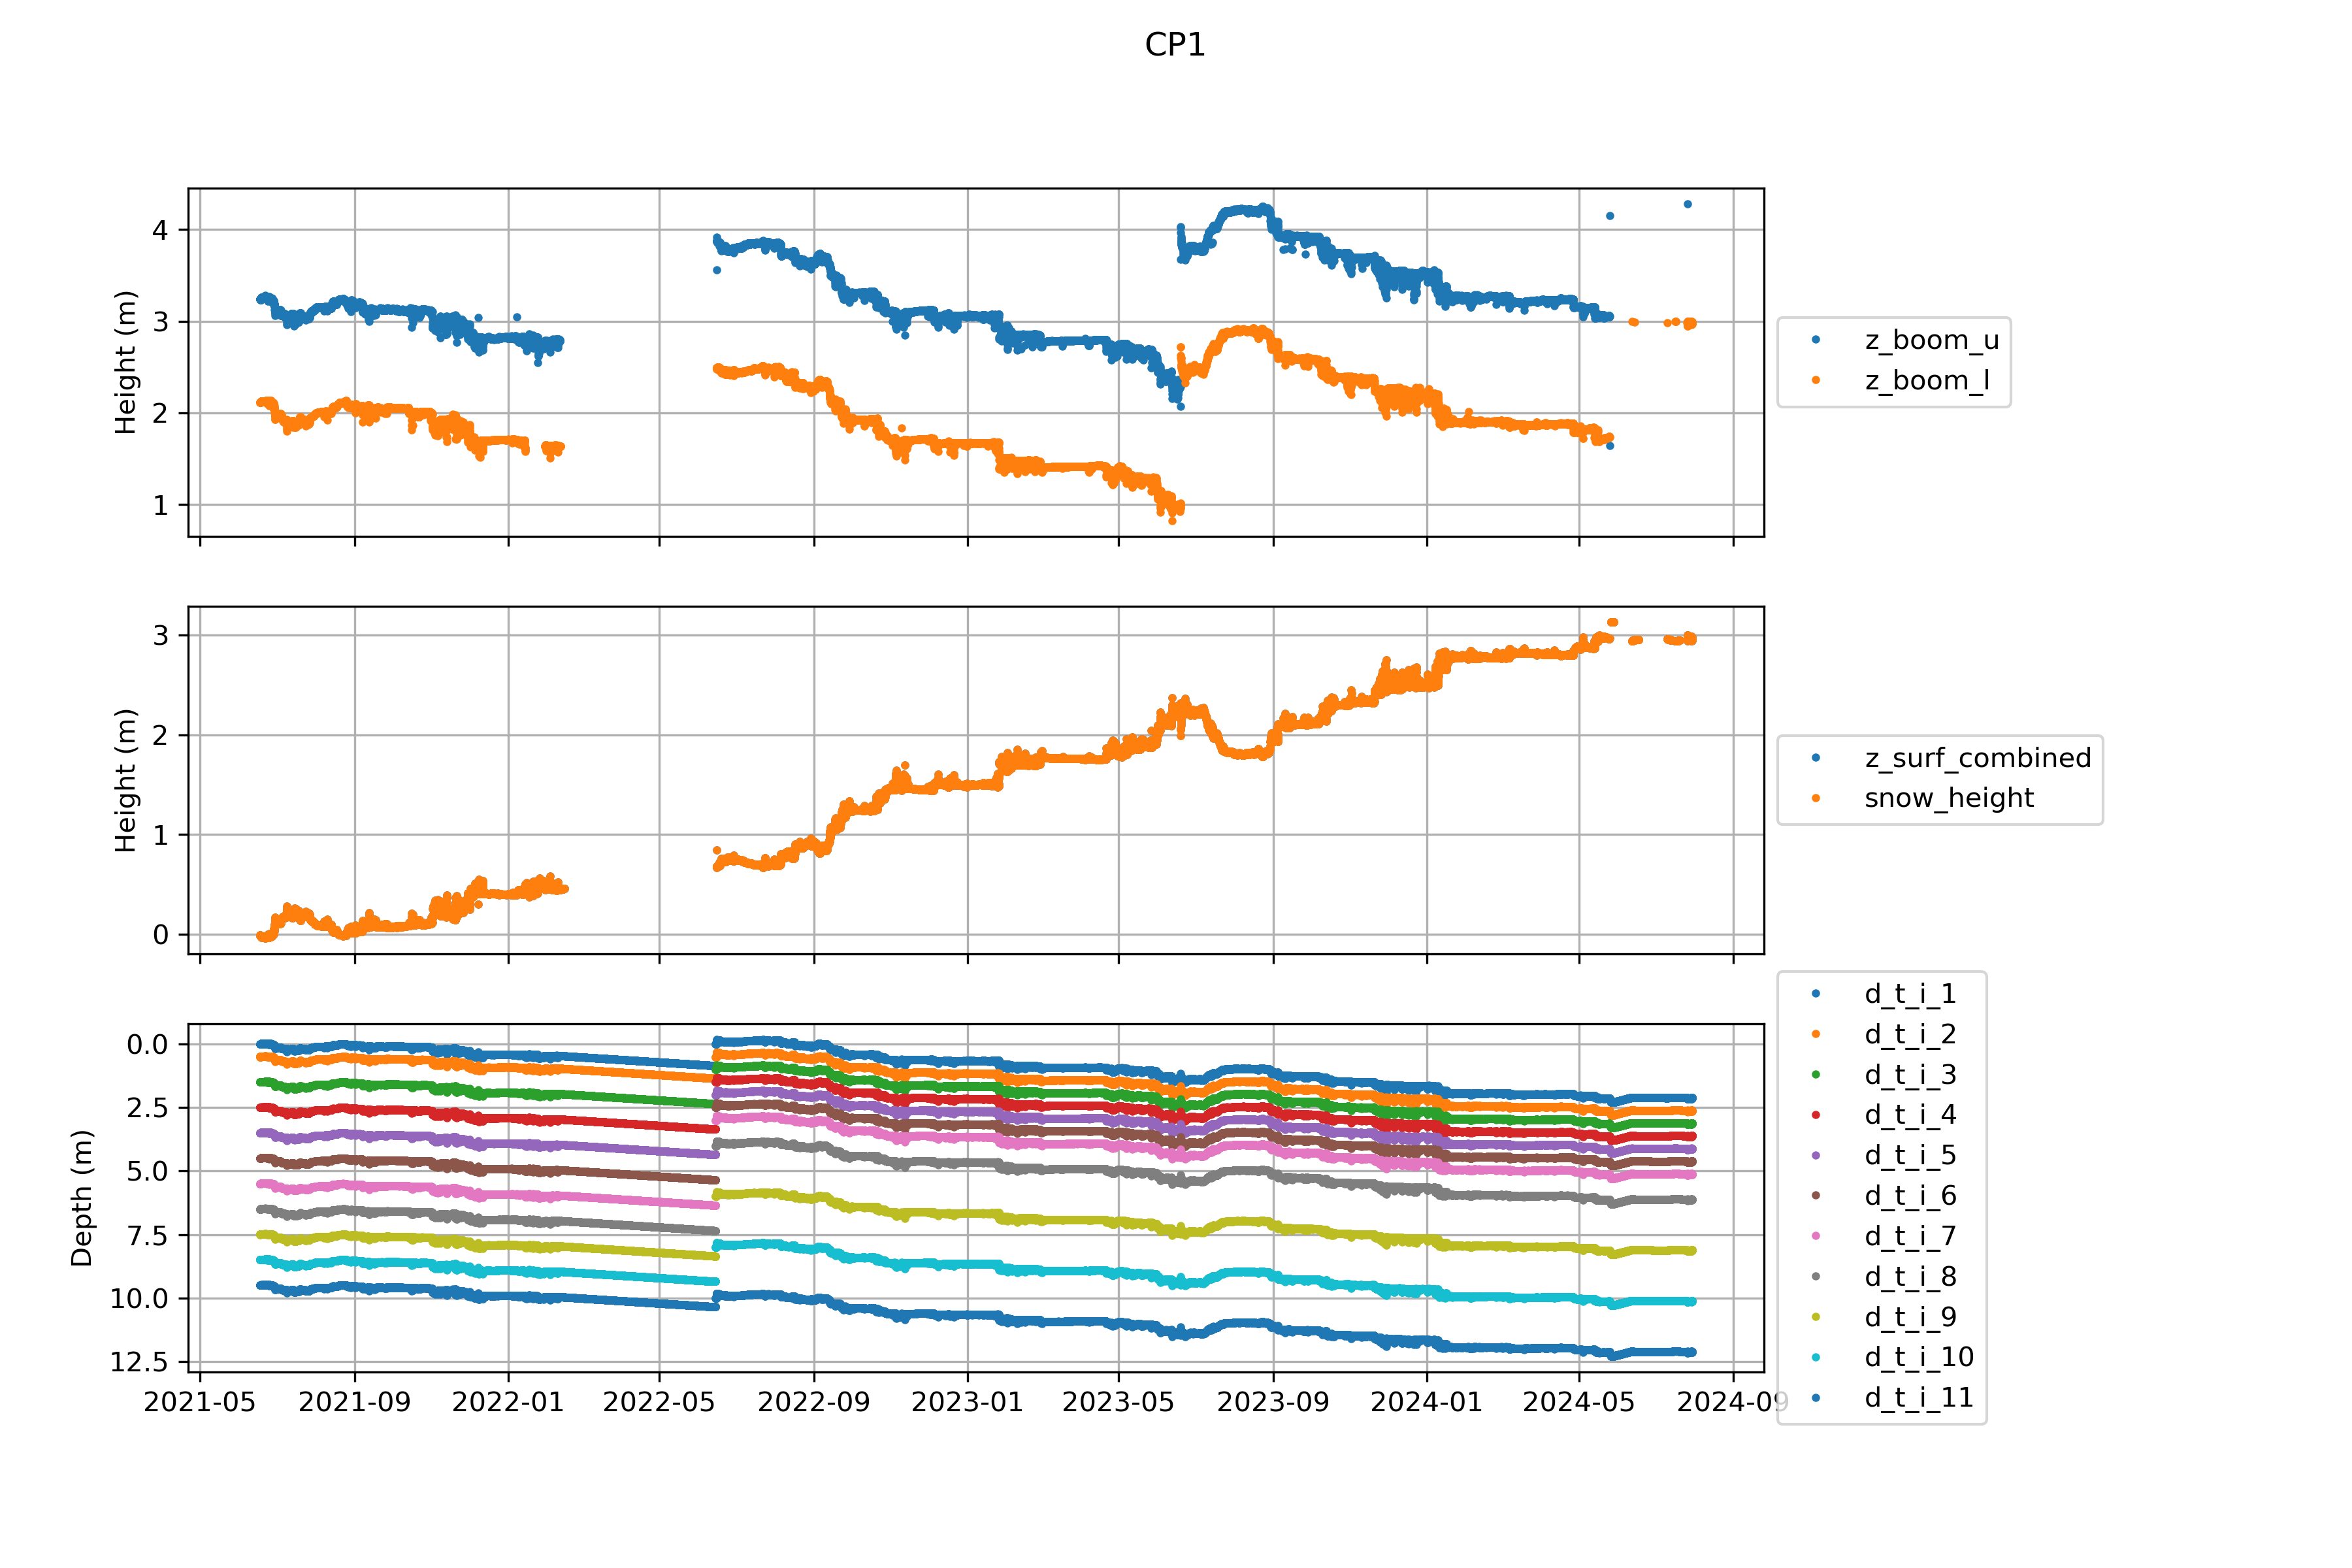 CP1
4
3
2
1
Height (m)
z_boom_u
z_boom_l
3
2
1
0
Height (m)
z_surf_combined
snow_height
0.0
2.5
5.0
7.5
10.0
12.5
Depth (m)
2021-05 2021-09 2022-01 2022-05 2022-09 2023-01 2023-05 2023-09 2024-01 2024-05 2024-09
d_t_i_1
d_t_i_2
d_t_i_3
d_t_i_4
d_t_i_5
d_t_i_6
d_t_i_7
d_t_i_8
d_t_i_9
d_t_i_10
d_t_i_11